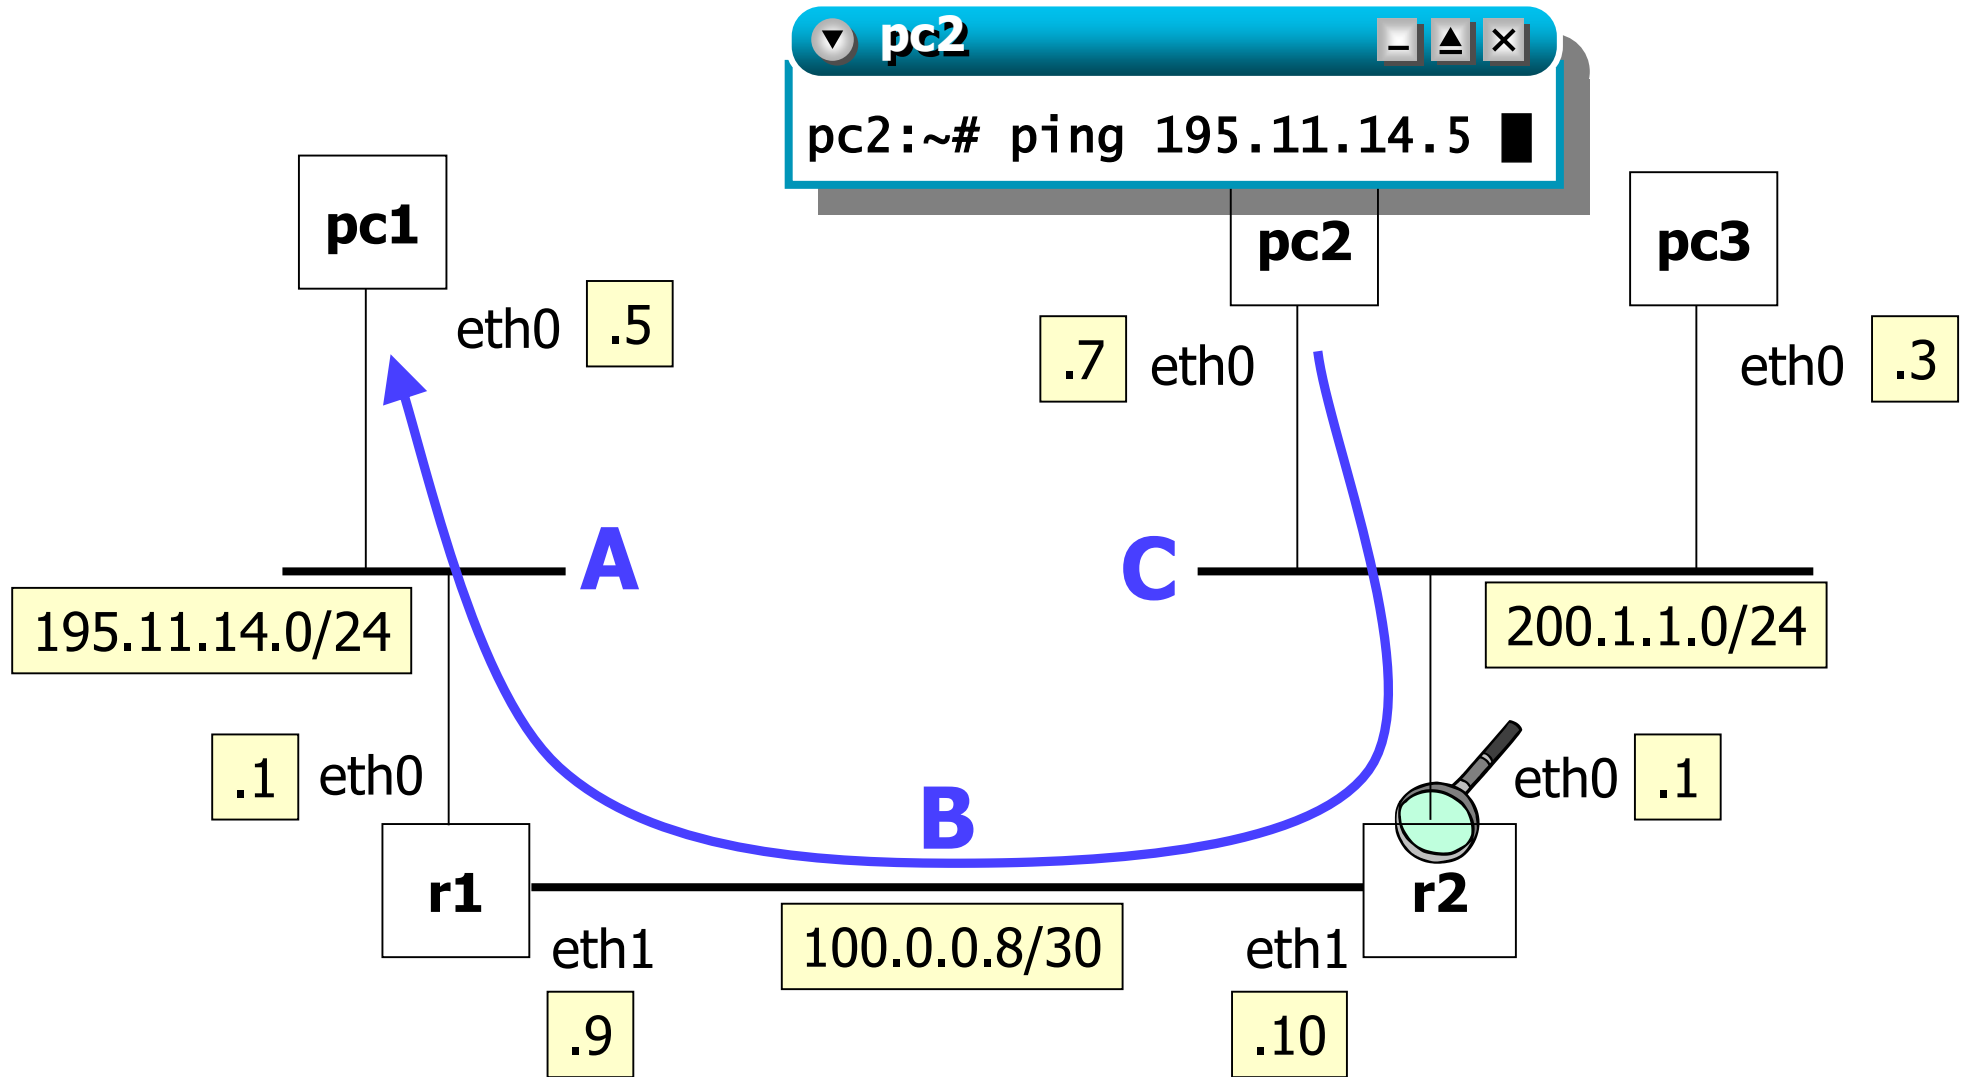 pc2
pc2:~# ping 195.11.14.5
pc1
pc2
pc3
eth0 .5
.7 eth0
eth0 .3
A
C
195.11.14.0/24
200.1.1.0/24
.1 eth0
eth0 .1
B
r1
r2
eth1
100.0.0.8/30
eth1
.9
.10